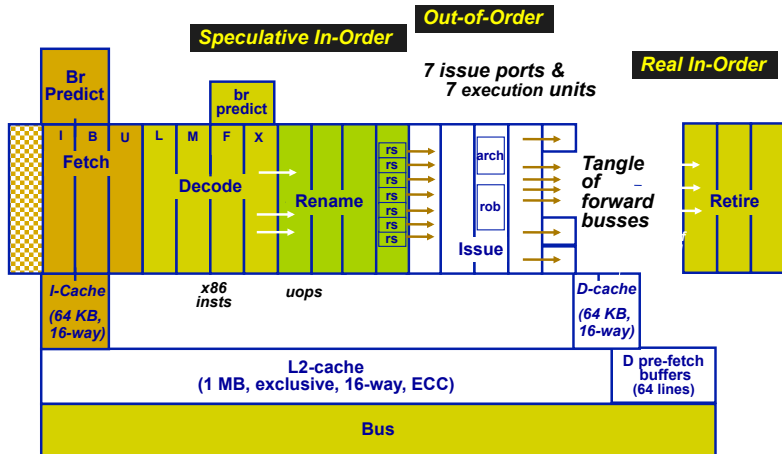 Out-of-Order
Speculative In-Order
7 issue ports &
7 execution units
Real In-Order
Br
Predict
br
predict
I B U L M F X
Fetch
Decode
Rename
rs
rs
rs
rs
rs
rs
rs
arch
rob
Issue
Tangle
of
forward
busses
Retire
I-Cache
(64 KB,
16-way)
x86
insts
uops
D-cache
(64 KB,
16-way)
L2-cache
(1 MB, exclusive, 16-way, ECC)
D pre-fetch
buffers
(64 lines)
Bus